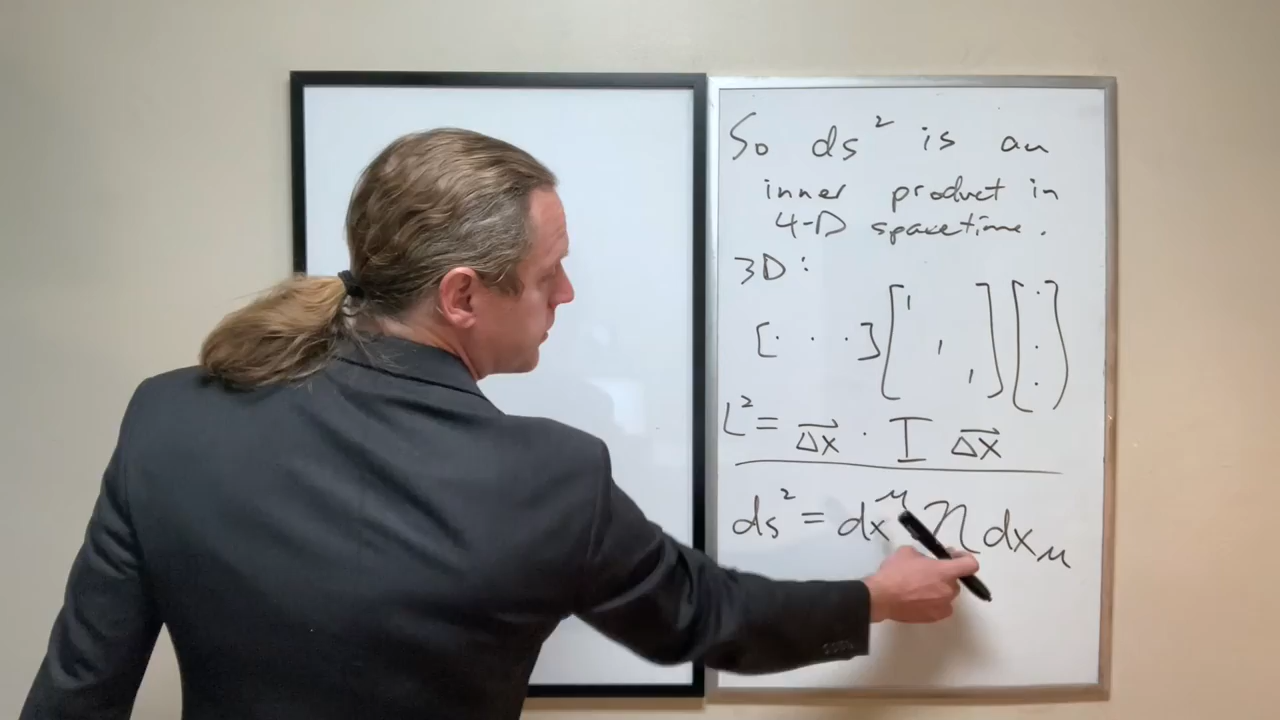 So ds² is an
inner product in
4-D spacetime.
3D:
[· · ·] [1 1 1] [· · ·]
L² = Δx⃗ · I Δx⃗
ds² = dx^μ η dx_μ